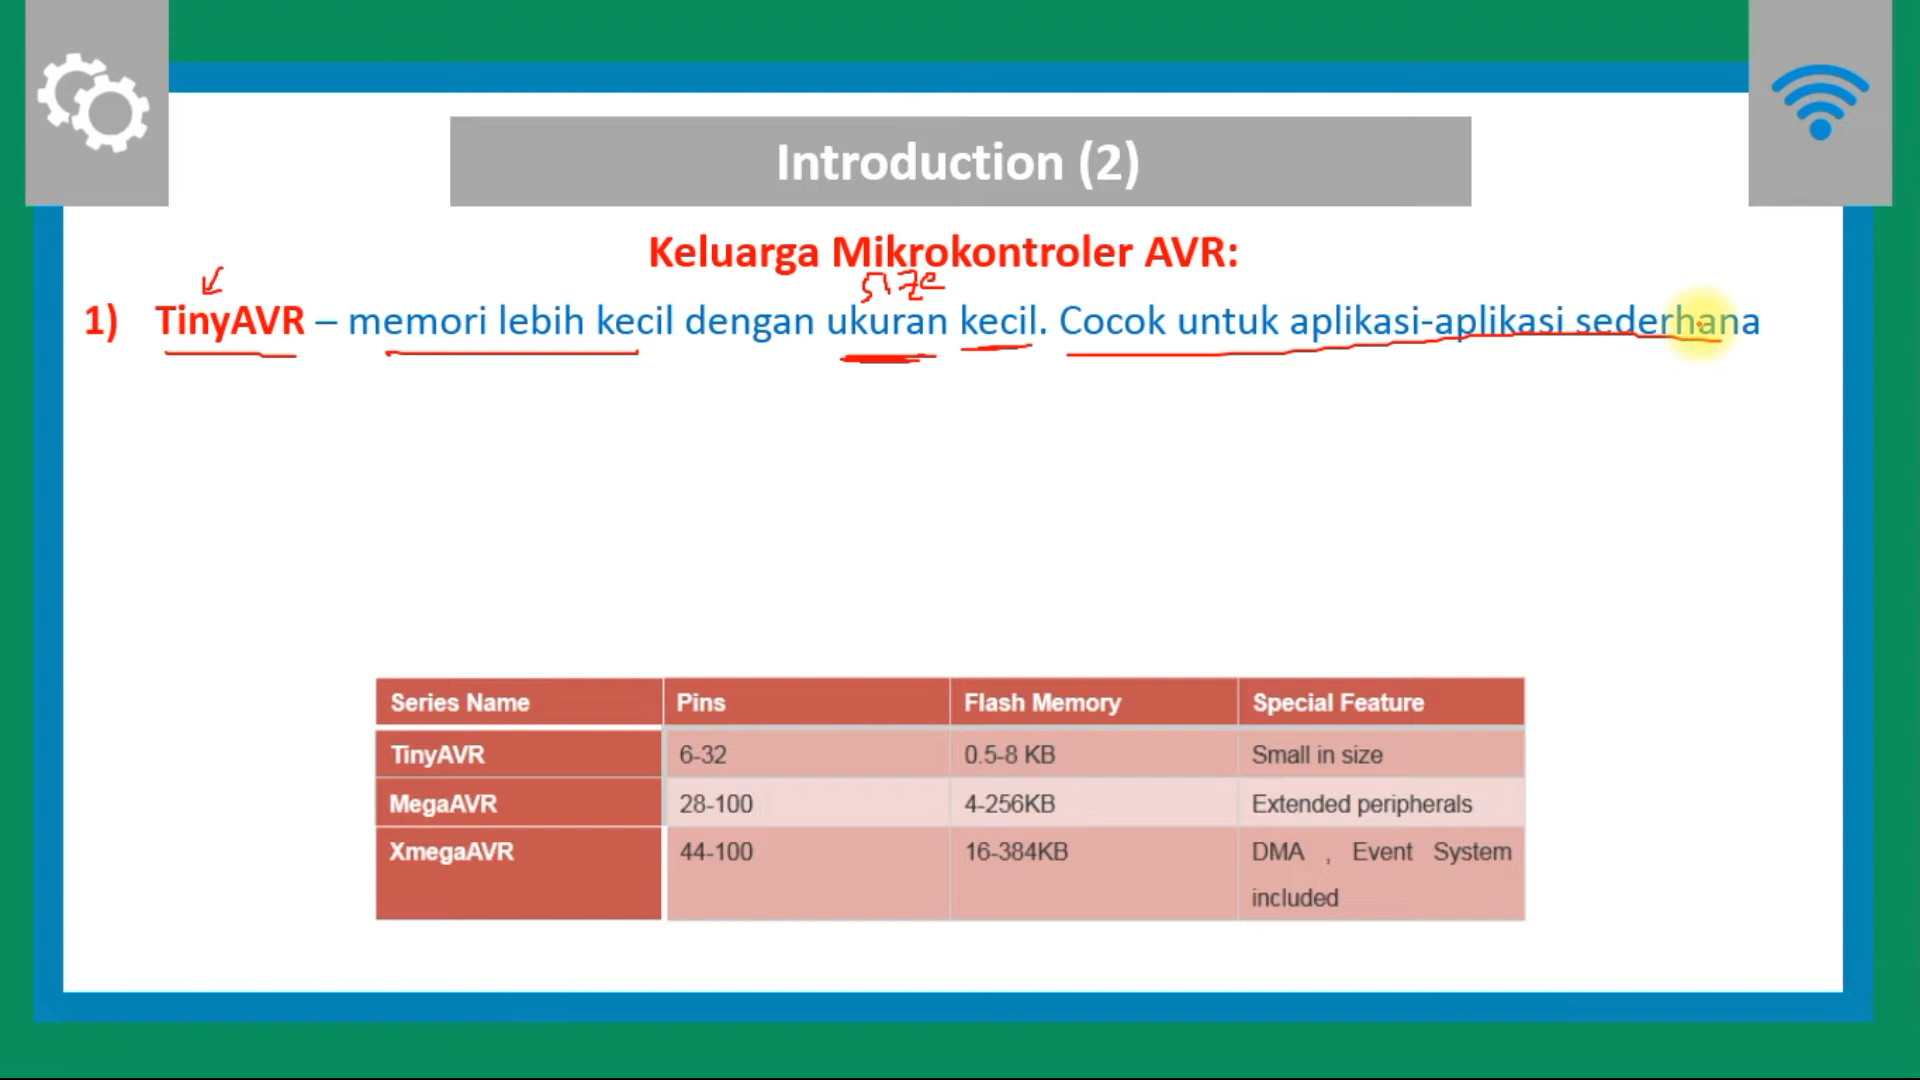 Introduction (2)
Keluarga Mikrokontroler AVR:
size
1) TinyAVR – memori lebih kecil dengan ukuran kecil. Cocok untuk aplikasi-aplikasi sederhana
Series Name Pins Flash Memory Special Feature
TinyAVR 6-32 0.5-8 KB Small in size
MegaAVR 28-100 4-256KB Extended peripherals
XmegaAVR 44-100 16-384KB DMA , Event System
included